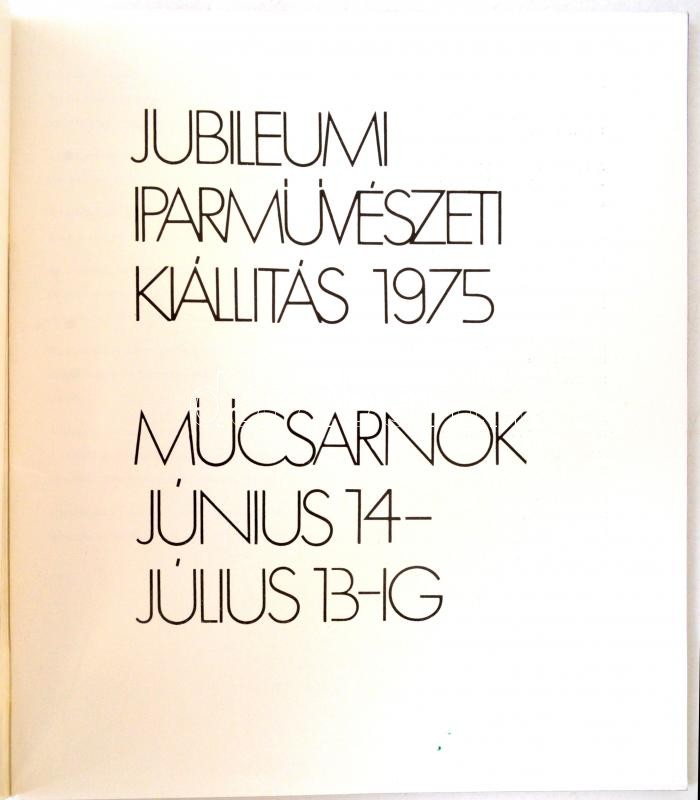 JUBILEUMI
IPARMŰVÉSZETI
KIÁLLITÁS 1975
MŰCSARNOK
JÚNIUS 14–
JÚLIUS 13-IG